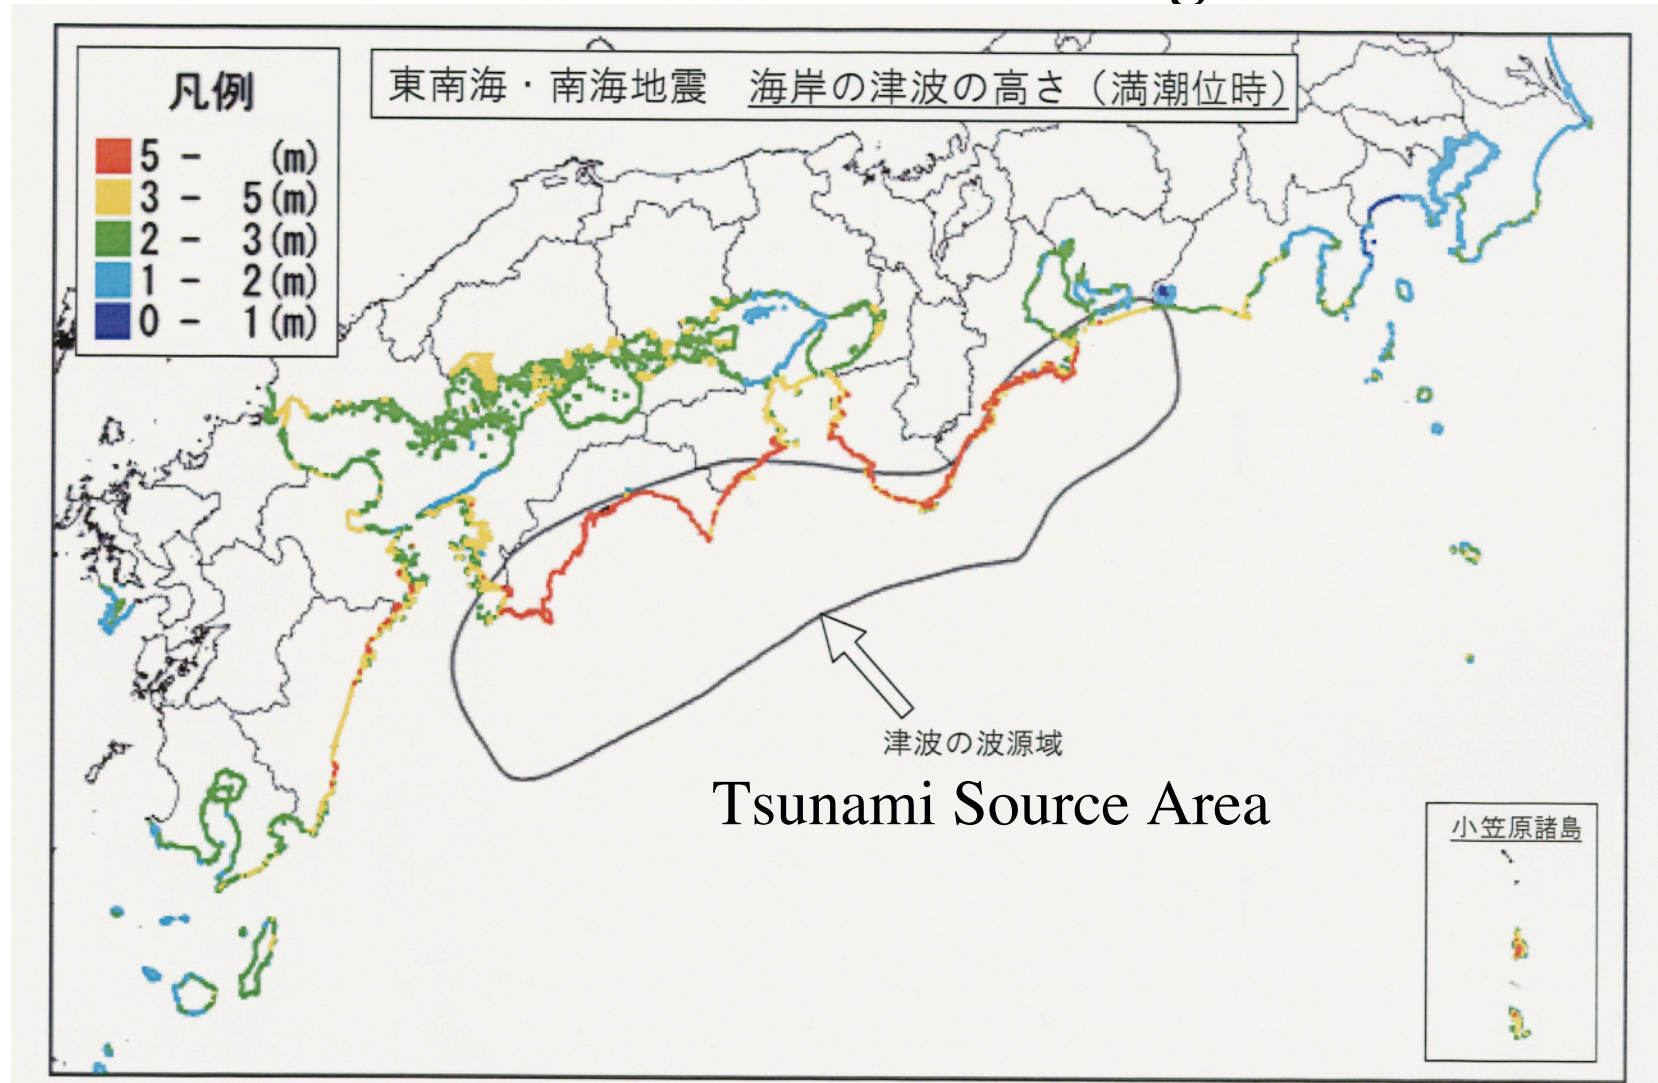 東南海・南海地震　海岸の津波の高さ（満潮位時）
凡例
5 - (m)
3 - 5(m)
2 - 3(m)
1 - 2(m)
0 - 1(m)
津波の波源域
Tsunami Source Area
小笠原諸島